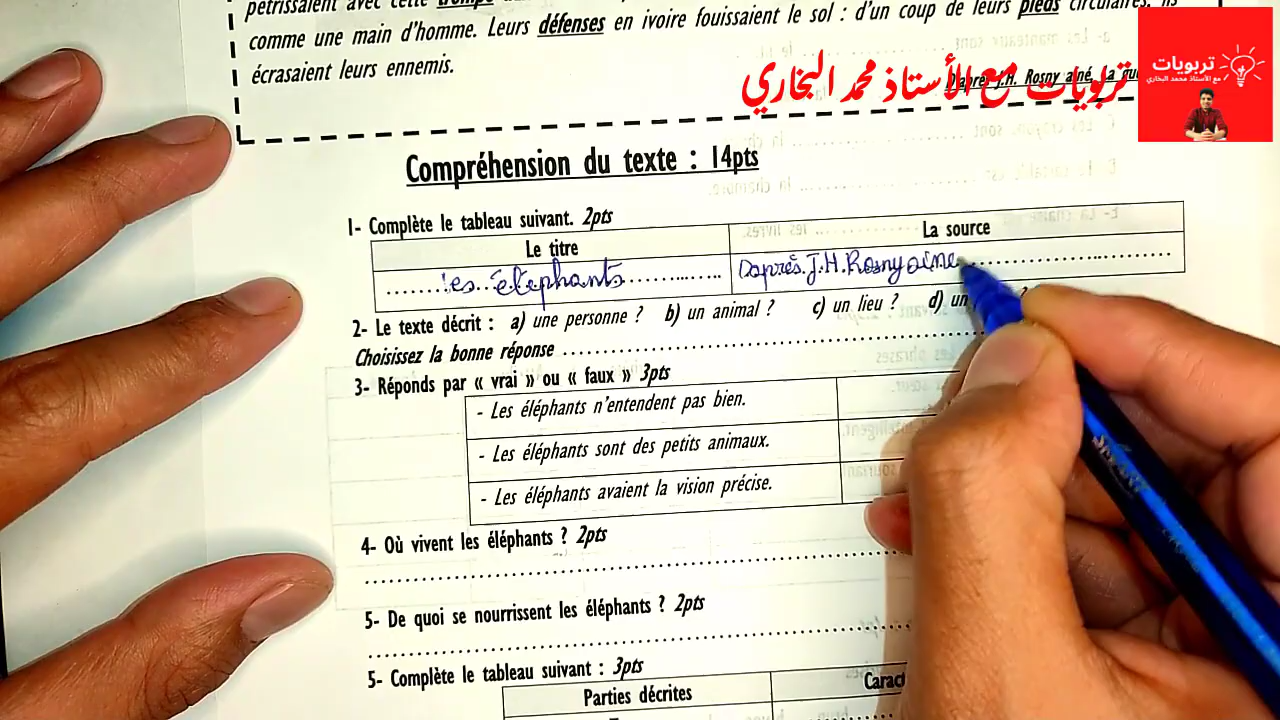 pétrissaient avec cette trompe
comme une main d'homme. Leurs défenses en ivoire fouissaient le sol : d'un coup de leurs pieds circulaires, ils
écrasaient leurs ennemis.
D'après J.H. Rosny aîné, La gue
تربويات مع الأستاذ محمد البخاري
تربويات
مع الأستاذ محمد البخاري
Compréhension du texte : 14pts
1- Complète le tableau suivant. 2pts
Le titre La source
les éléphants D'après J.H. Rosny aîne
2- Le texte décrit : a) une personne ? b) un animal ? c) un lieu ? d) un ?
Choisissez la bonne réponse
3- Réponds par « vrai » ou « faux » 3pts
- Les éléphants n'entendent pas bien.
- Les éléphants sont des petits animaux.
- Les éléphants avaient la vision précise.
4- Où vivent les éléphants ? 2pts
5- De quoi se nourrissent les éléphants ? 2pts
5- Complète le tableau suivant : 3pts
Parties décrites Caract